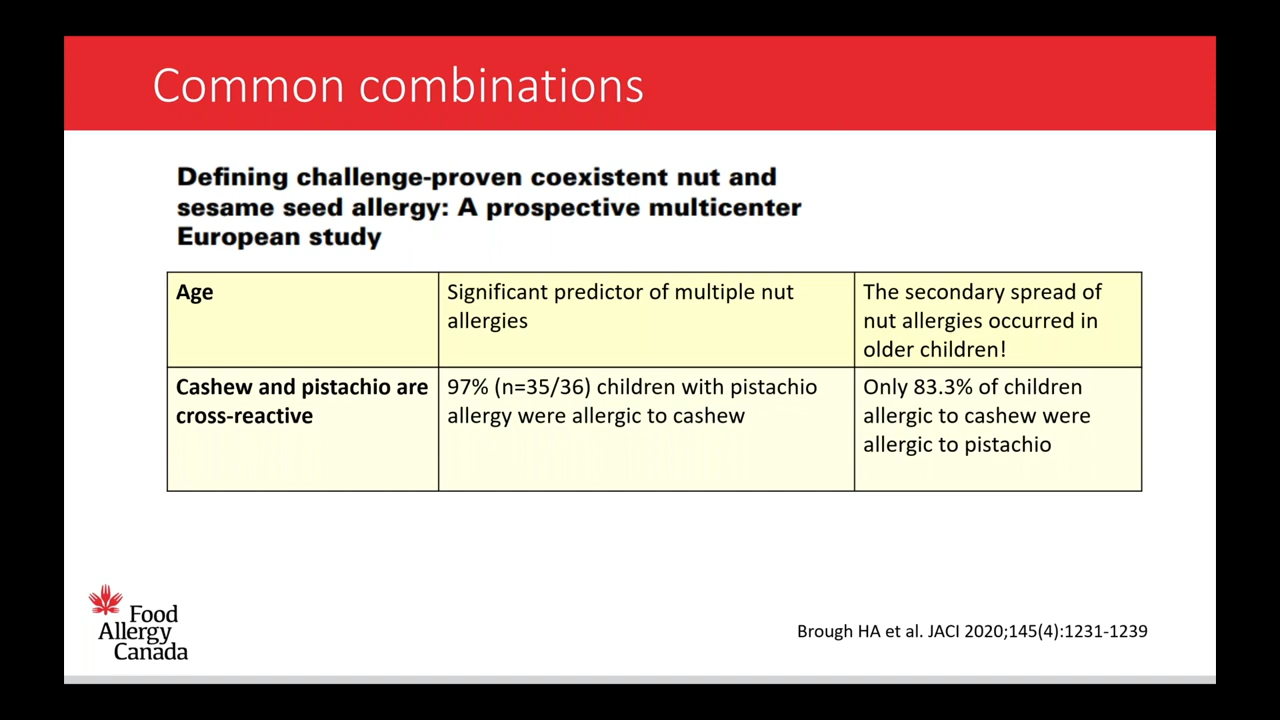 Common combinations
Defining challenge-proven coexistent nut and
sesame seed allergy: A prospective multicenter
European study
Age
Significant predictor of multiple nut
allergies
The secondary spread of
nut allergies occurred in
older children!
Cashew and pistachio are
cross-reactive
97% (n=35/36) children with pistachio
allergy were allergic to cashew
Only 83.3% of children
allergic to cashew were
allergic to pistachio
Food
Allergy
Canada
Brough HA et al. JACI 2020;145(4):1231-1239